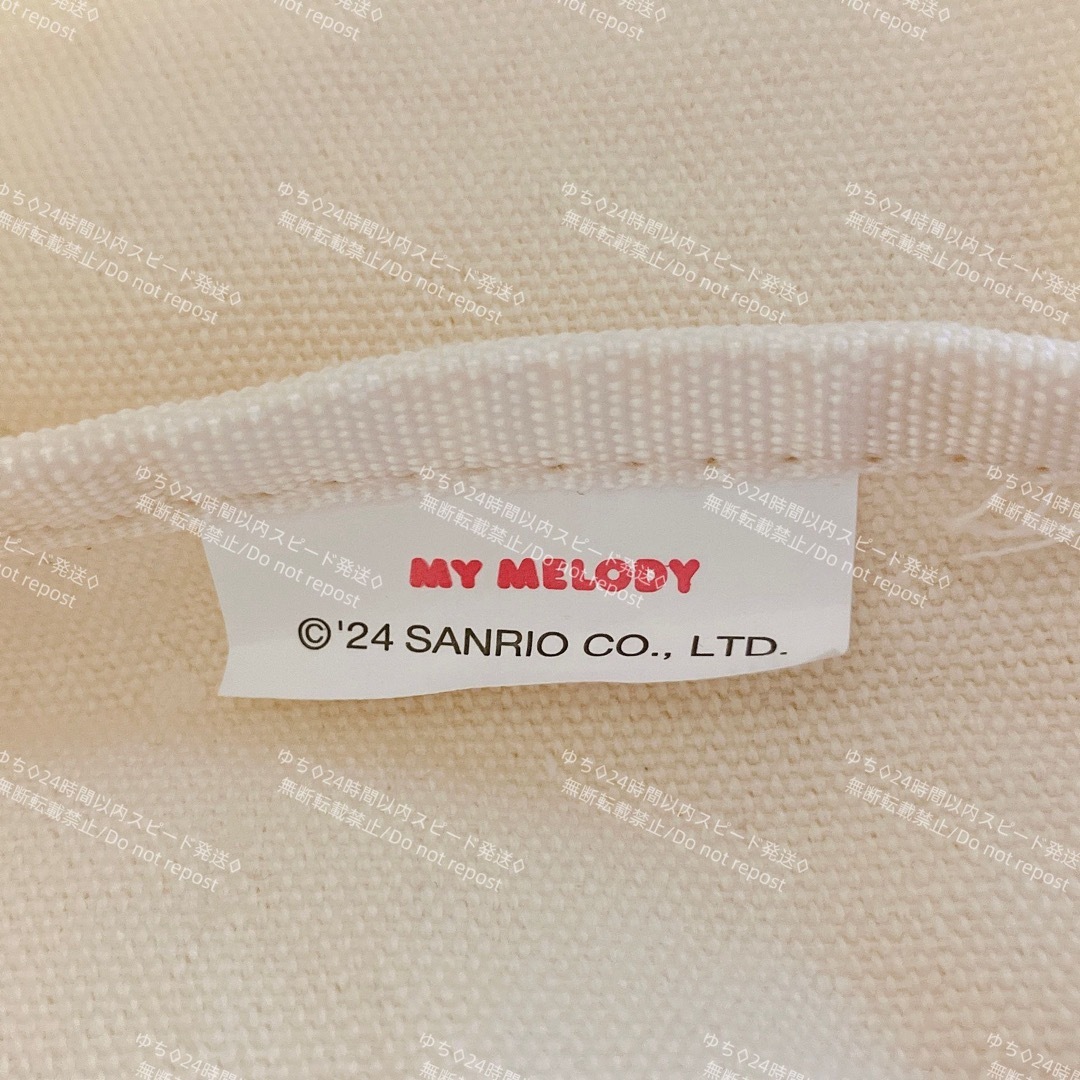 ゆち◇24時間以内スピード発送◇
無断転載禁止/Do not repost
MY MELODY
©'24 SANRIO CO., LTD.